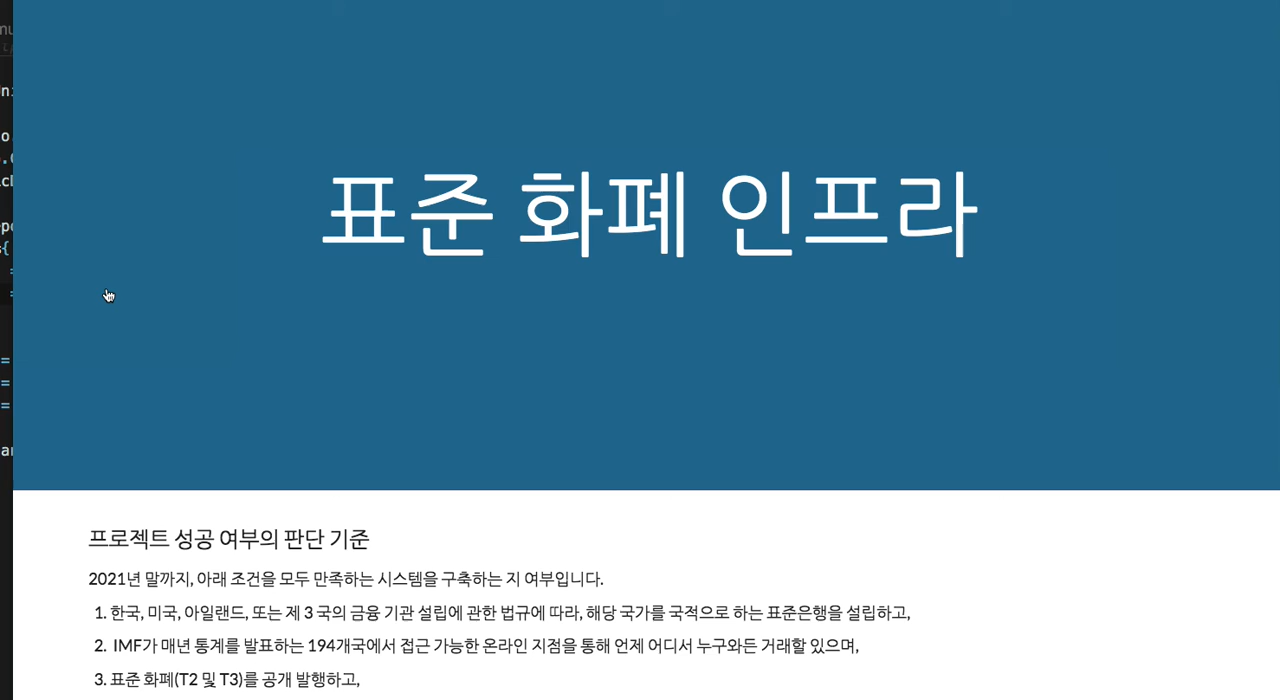 표준 화폐 인프라
프로젝트 성공 여부의 판단 기준
2021년 말까지, 아래 조건을 모두 만족하는 시스템을 구축하는 지 여부입니다.
1. 한국, 미국, 아일랜드, 또는 제 3 국의 금융 기관 설립에 관한 법규에 따라, 해당 국가를 국적으로 하는 표준은행을 설립하고,
2. IMF가 매년 통계를 발표하는 194개국에서 접근 가능한 온라인 지점을 통해 언제 어디서 누구와든 거래할 있으며,
3. 표준 화폐(T2 및 T3)를 공개 발행하고,